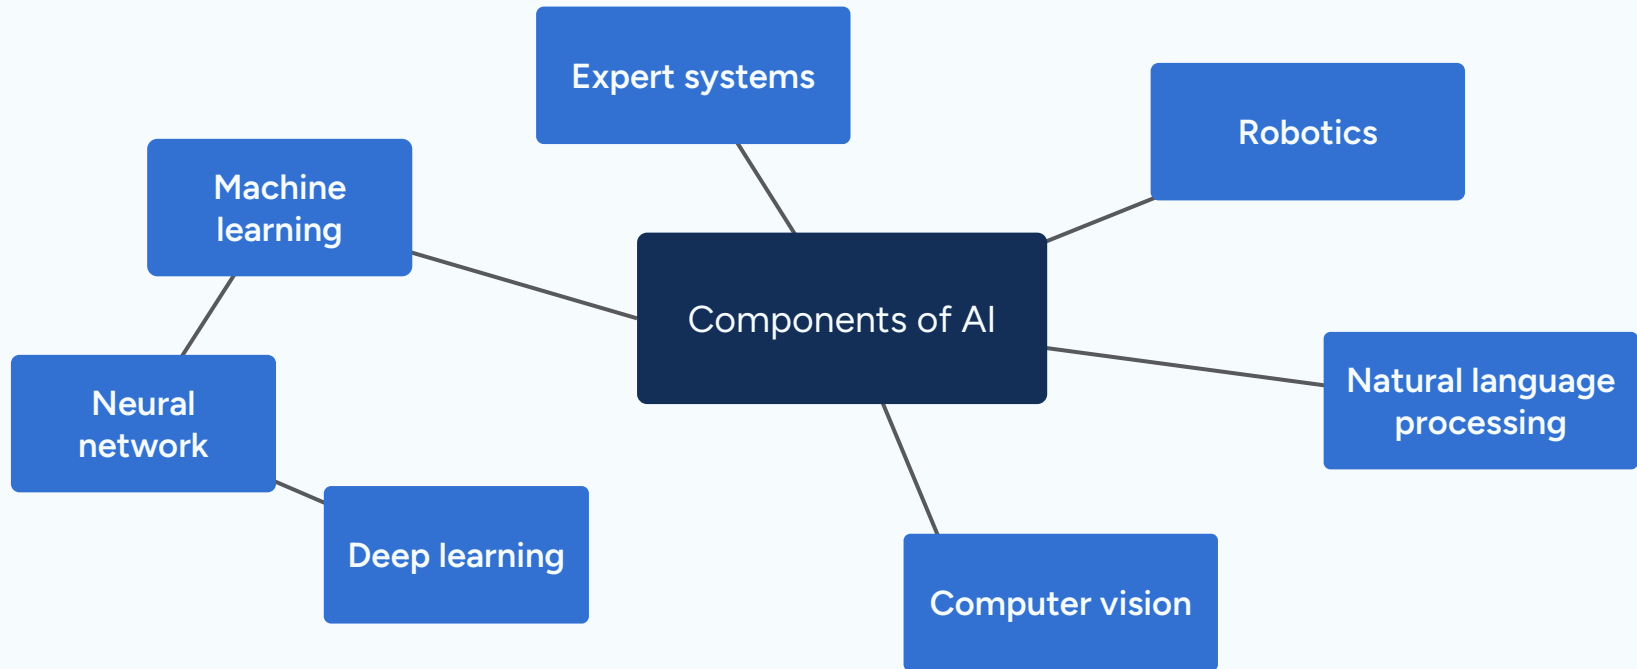 Expert systems
Robotics
Machine
learning
Components of AI
Natural language
processing
Neural
network
Deep learning
Computer vision